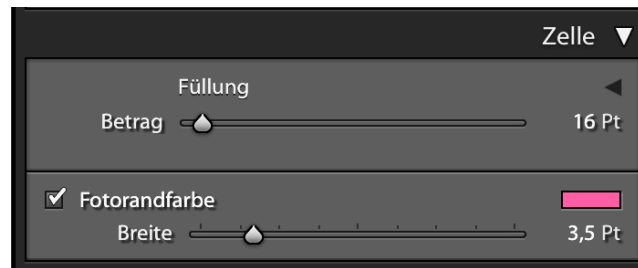 Zelle
Füllung
Betrag 16 Pt
Fotorandfarbe
Breite 3,5 Pt